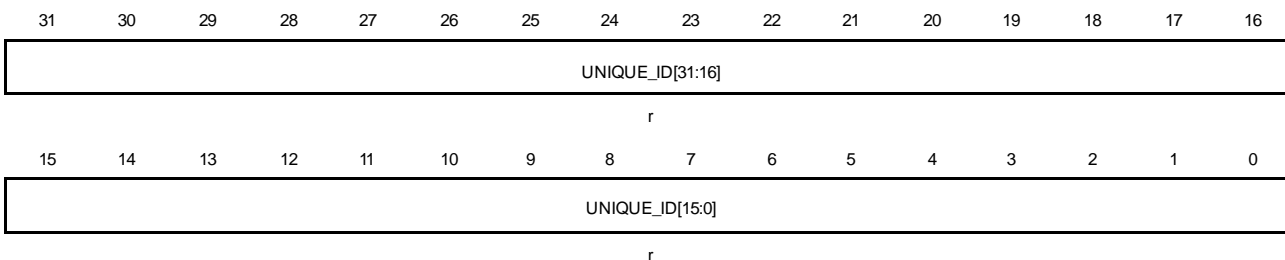 31 30 29 28 27 26 25 24 23 22 21 20 19 18 17 16
UNIQUE_ID[31:16]
r
15 14 13 12 11 10 9 8 7 6 5 4 3 2 1 0
UNIQUE_ID[15:0]
r